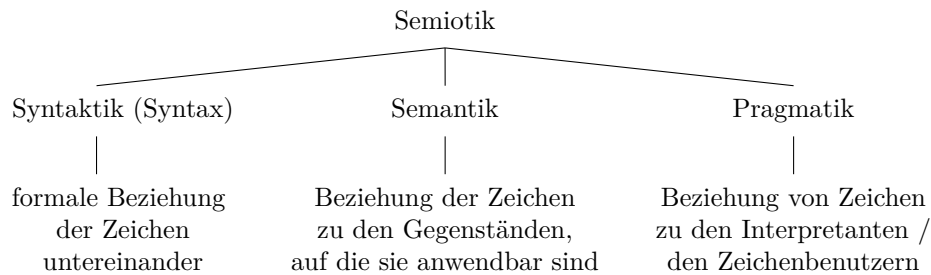 Semiotik
Syntaktik (Syntax)
Semantik
Pragmatik
formale Beziehung
der Zeichen
untereinander
Beziehung der Zeichen
zu den Gegenständen,
auf die sie anwendbar sind
Beziehung von Zeichen
zu den Interpretanten /
den Zeichenbenutzern